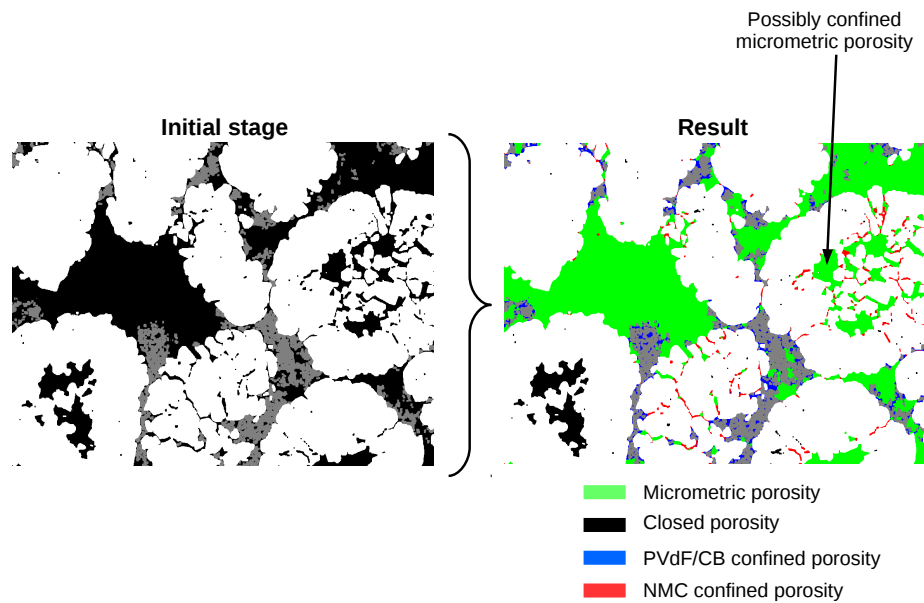 Possibly confined
micrometric porosity
Initial stage
Result
Micrometric porosity
Closed porosity
PVdF/CB confined porosity
NMC confined porosity